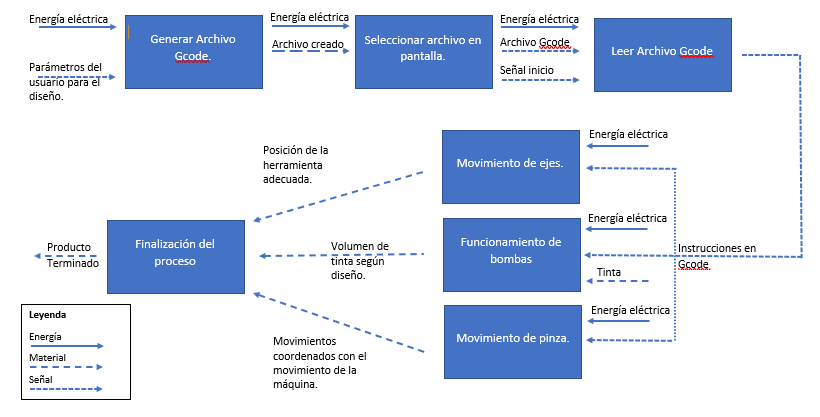 Energía eléctrica
Parámetros del
usuario para el
diseño.
Generar Archivo
Gcode.
Energía eléctrica
Archivo creado
Seleccionar archivo en
pantalla.
Energía eléctrica
Archivo Gcode
Señal inicio
Leer Archivo Gcode
Instrucciones en
Gcode
Energía eléctrica
Movimiento de ejes.
Energía eléctrica
Tinta
Funcionamiento de
bombas
Energía eléctrica
Movimiento de pinza.
Posición de la
herramienta
adecuada.
Volumen de
tinta según
diseño.
Movimientos
coordenados con el
movimiento de la
máquina.
Finalización del
proceso
Producto
Terminado
Leyenda
Energía
Material
Señal